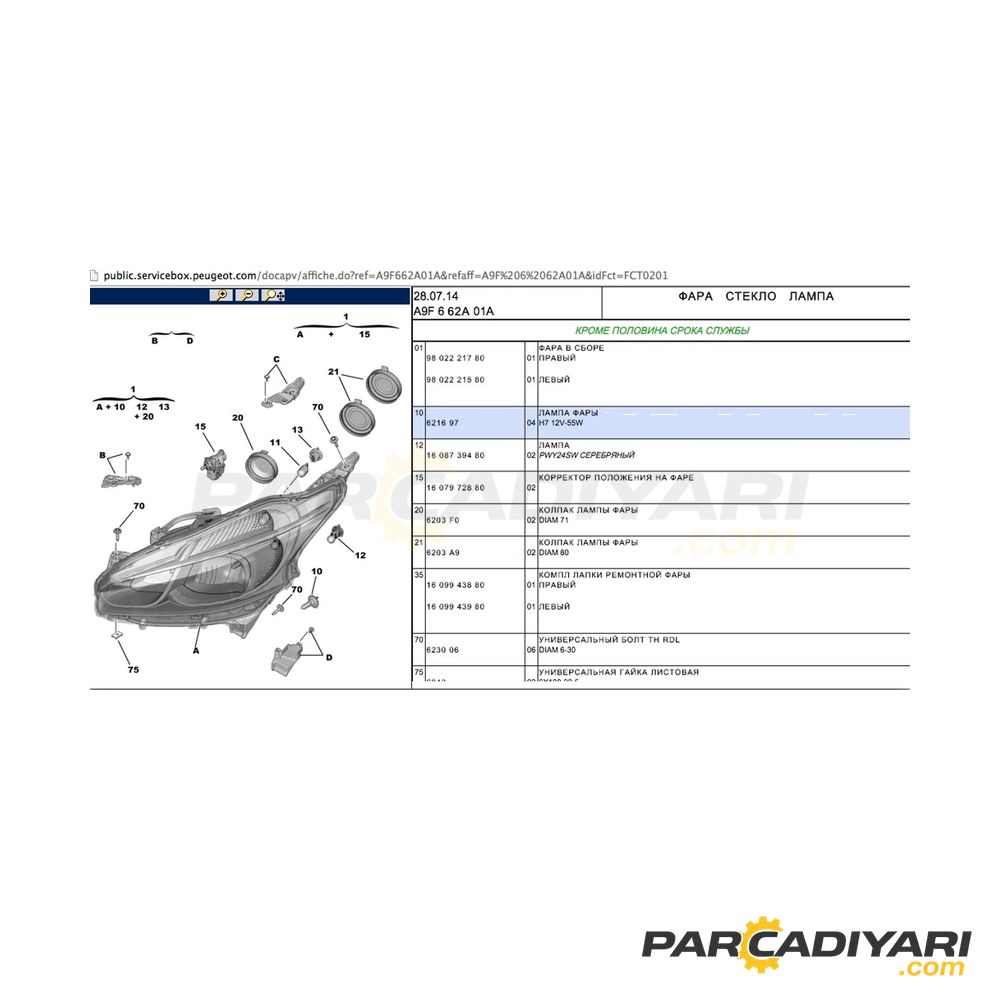 public.servicebox.peugeot.com/docapv/affiche.do?ref=A9F662A01A&refaff=A9F%206%2062A01A&idFct=FCT0201
28.07.14
A9F 6 62A 01A
ФАРА СТЕКЛО ЛАМПА
КРОМЕ ПОЛОВИНА СРОКА СЛУЖБЫ
01 ФАРА В СБОРЕ
98 022 217 80 01 ПРАВЫЙ
98 022 215 80 01 ЛЕВЫЙ
10 ЛАМПА ФАРЫ
6216 97 04 H7 12V-55W
12 ЛАМПА
16 087 394 80 02 PWY24SW СЕРЕБРЯНЫЙ
15 КОРРЕКТОР ПОЛОЖЕНИЯ НА ФАРЕ
16 079 728 80 02
20 КОЛПАК ЛАМПЫ ФАРЫ
6203 F0 02 DIAM 71
21 КОЛПАК ЛАМПЫ ФАРЫ
6203 A9 02 DIAM 80
35 КОМПЛ ЛАПКИ РЕМОНТНОЙ ФАРЫ
16 099 438 80 01 ПРАВЫЙ
16 099 439 80 01 ЛЕВЫЙ
70 УНИВЕРСАЛЬНЫЙ БОЛТ TH RDL
6230 06 06 DIAM 6-30
75 УНИВЕРСАЛЬНАЯ ГАЙКА ЛИСТОВАЯ
1
A + 15
B D
C
21
1
A + 10 12 13
+ 20
70
20
13
15
11
B
70
12
10
70
A
D
75
PARCADIYARI
.com
PARCADIYARI
.com